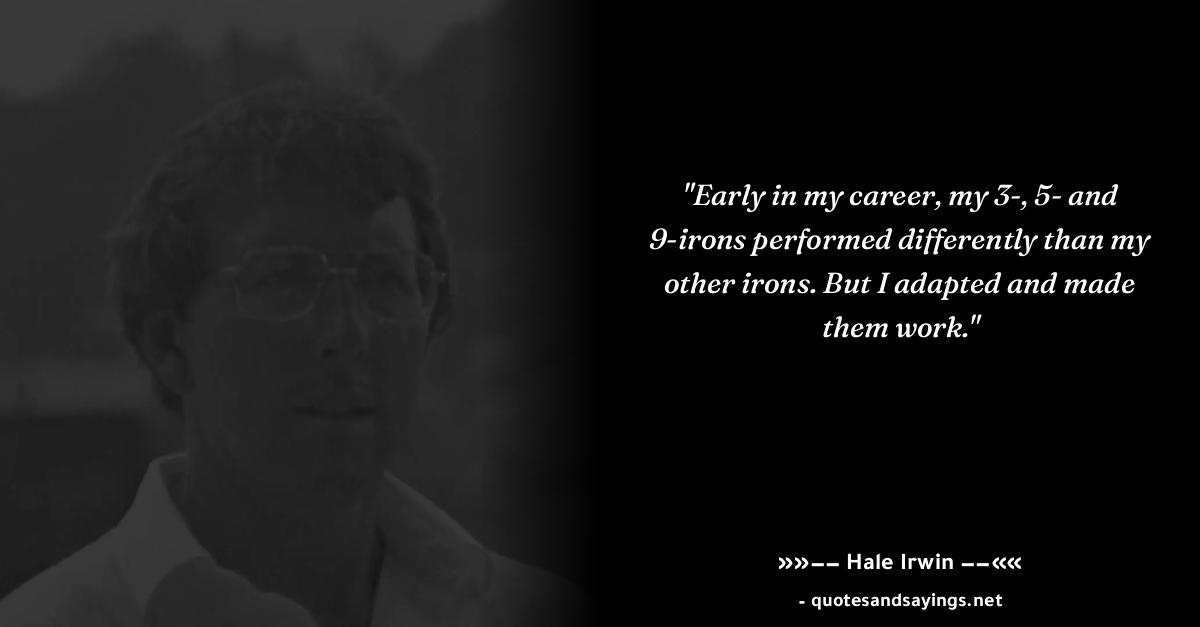 "Early in my career, my 3-, 5- and
9-irons performed differently than my
other irons. But I adapted and made
them work."
»»−− Hale Irwin −−««
- quotesandsayings.net